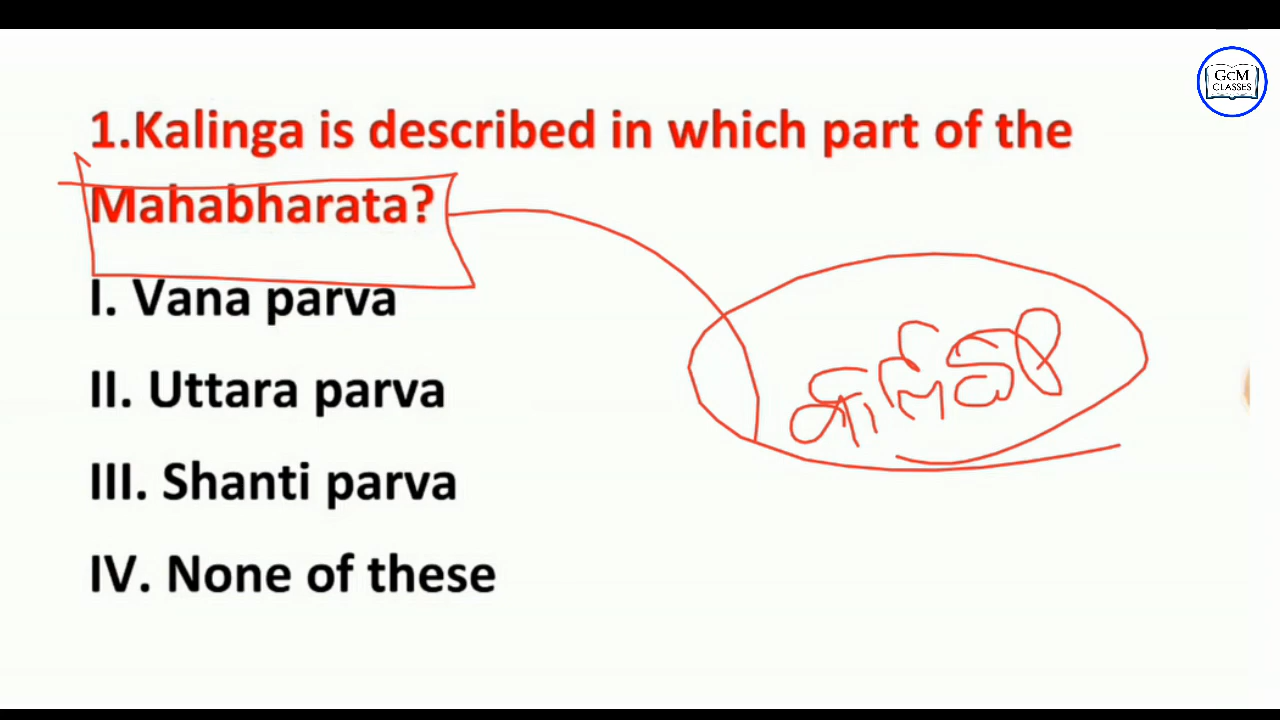 GCM
CLASSES
1.Kalinga is described in which part of the
Mahabharata?
I. Vana parva
II. Uttara parva
III. Shanti parva
IV. None of these